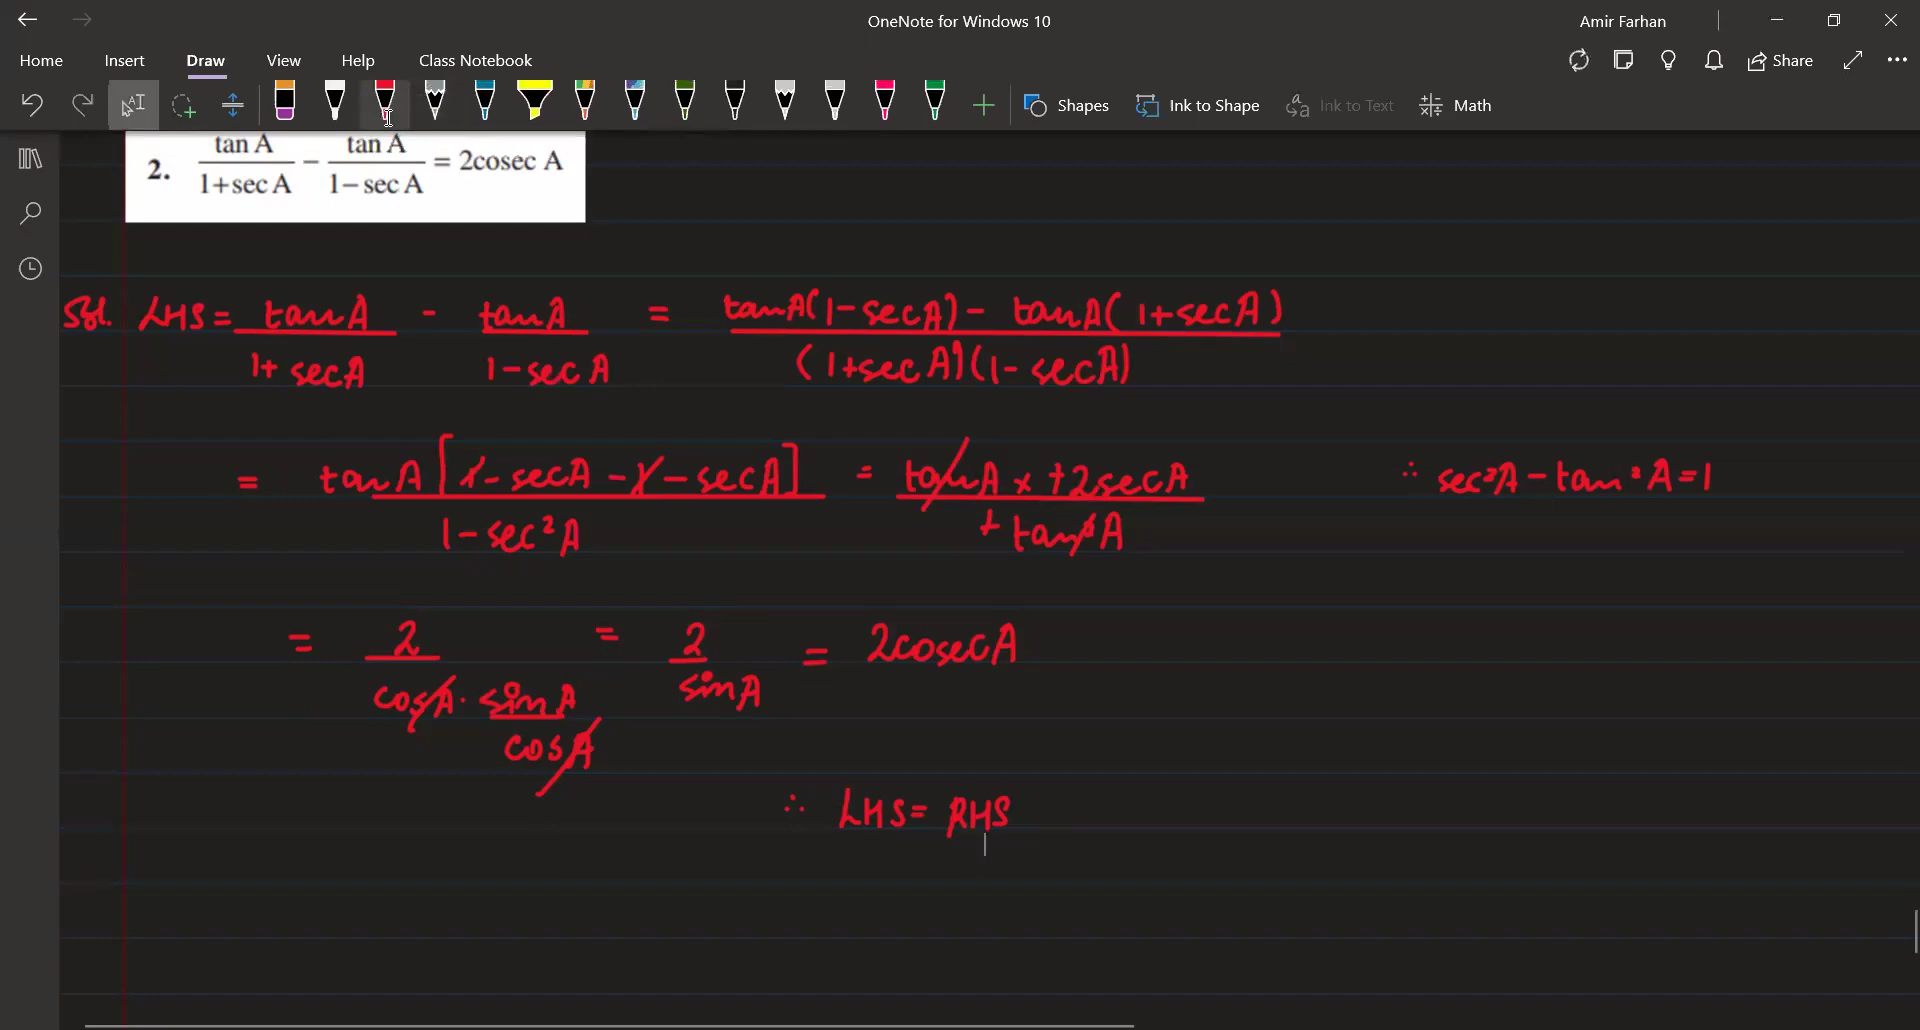 OneNote for Windows 10
Amir Farhan
Home Insert Draw View Help Class Notebook
Share
Shapes Ink to Shape Ink to Text Math
2. tan A / 1+sec A − tan A / 1−sec A = 2cosec A
Sol. LHS = tanA / 1+ secA - tanA / 1-secA = tanA(1-secA) - tanA(1+secA) / (1+secA)(1-secA)
= tanA [1-secA -1-secA] / 1-sec²A = tanA x +2secA / + tan²A ∴ sec²A - tan²A=1
= 2 / cosA · sinA / cosA = 2 / sinA = 2cosecA
∴ LHS= RHS